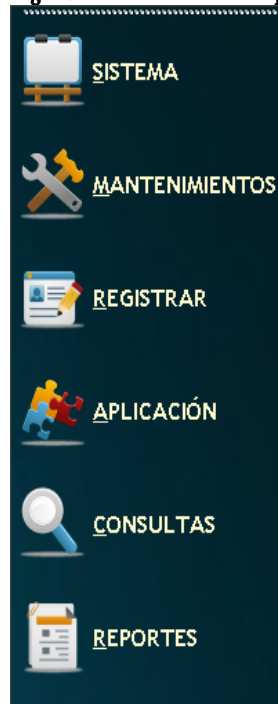 SISTEMA
MANTENIMIENTOS
REGISTRAR
APLICACIÓN
CONSULTAS
REPORTES